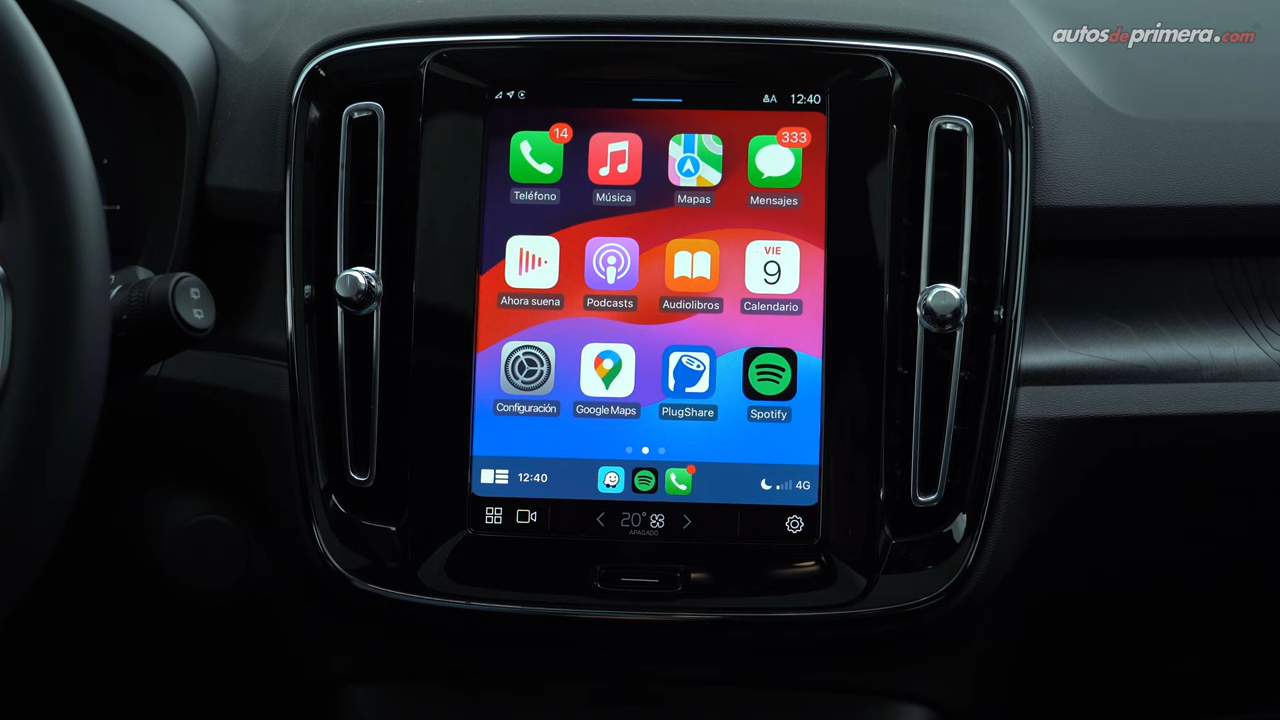 autosdeprimera.com
A 12:40
14
333
Teléfono Música Mapas Mensajes
VIE
9
Ahora suena Podcasts Audiolibros Calendario
Configuración Google Maps PlugShare Spotify
12:40 4G
20°
APAGADO